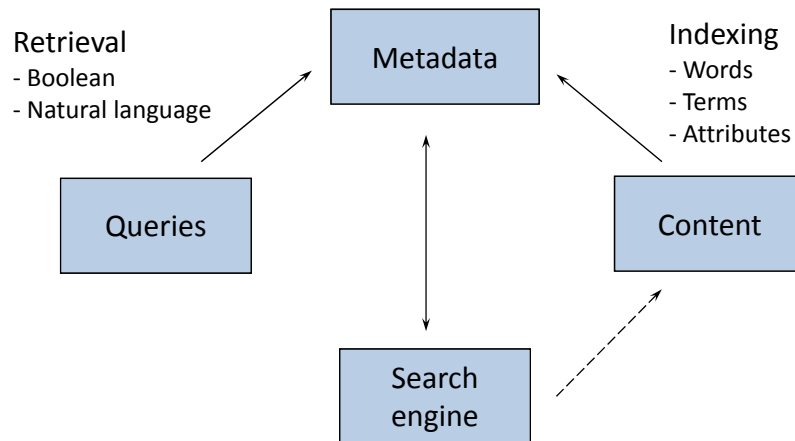 Retrieval
- Boolean
- Natural language
Metadata
Indexing
- Words
- Terms
- Attributes
Queries
Content
Search
engine